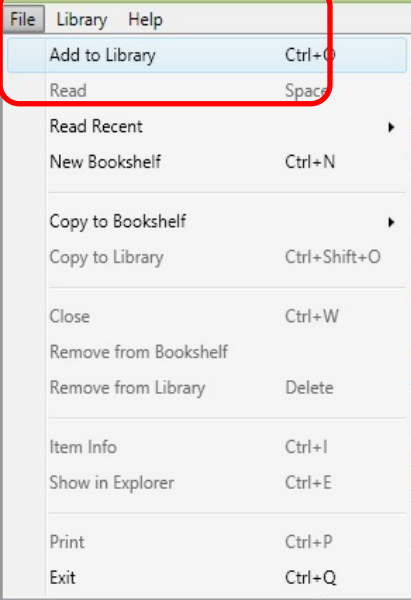 File Library Help
Add to Library Ctrl+O
Read Space
Read Recent
New Bookshelf Ctrl+N
Copy to Bookshelf
Copy to Library Ctrl+Shift+O
Close Ctrl+W
Remove from Bookshelf
Remove from Library Delete
Item Info Ctrl+I
Show in Explorer Ctrl+E
Print Ctrl+P
Exit Ctrl+Q